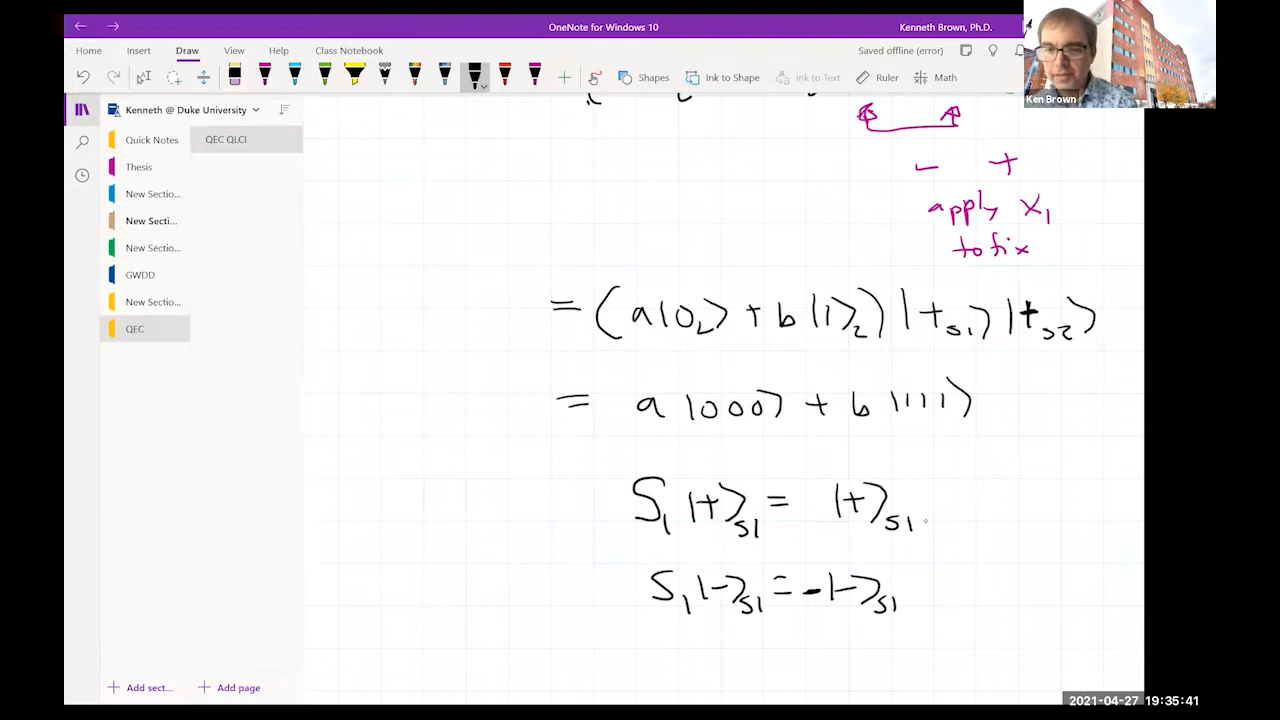 OneNote for Windows 10
Kenneth Brown, Ph.D.
Home Insert Draw View Help Class Notebook
Saved offline (error)
Shapes Ink to Shape Ink to Text Ruler Math
Ken Brown
Kenneth @ Duke University
Quick Notes
Thesis
New Sectio...
New Secti...
New Sectio...
GWDD
New Sectio...
QEC
QEC QLCI
- +
apply X₁
to fix
= (a|0_L⟩ + b|1⟩_L)|+_{S1}⟩|+_{S2}⟩
= a|000⟩ + b|111⟩
S₁ |+⟩_{S1} = |+⟩_{S1}
S₁ |-⟩_{S1} = -|-⟩_{S1}
+ Add sect... + Add page
2021-04-27 19:35:41